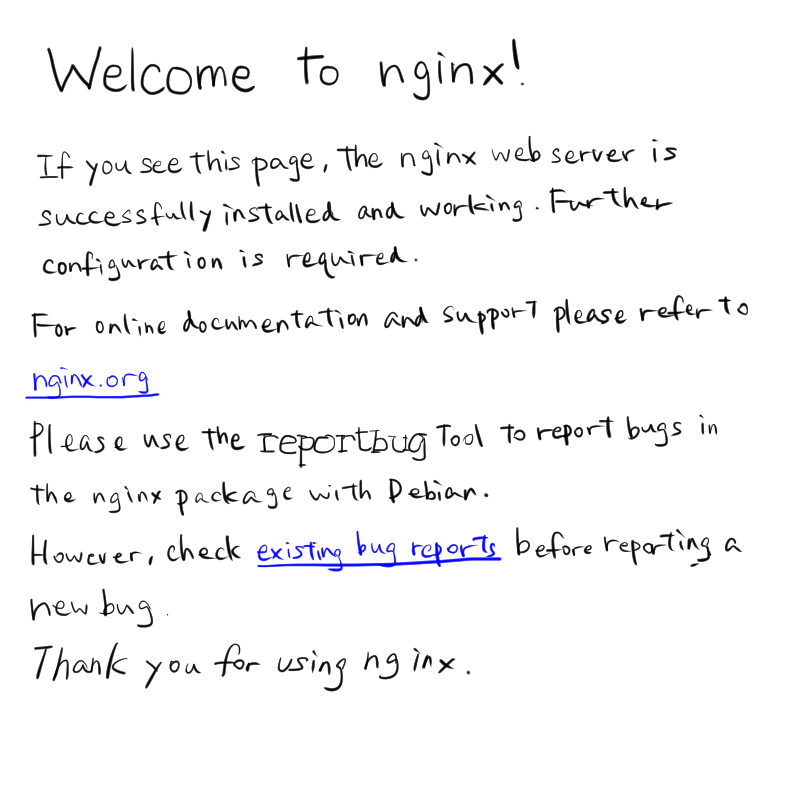 Welcome to nginx!
If you see this page, the nginx web server is
successfully installed and working. Further
configuration is required.
For online documentation and support please refer to
nginx.org
Please use the reportbug Tool to report bugs in
the nginx package with Debian.
However, check existing bug reports before reporting a
new bug.
Thank you for using nginx.